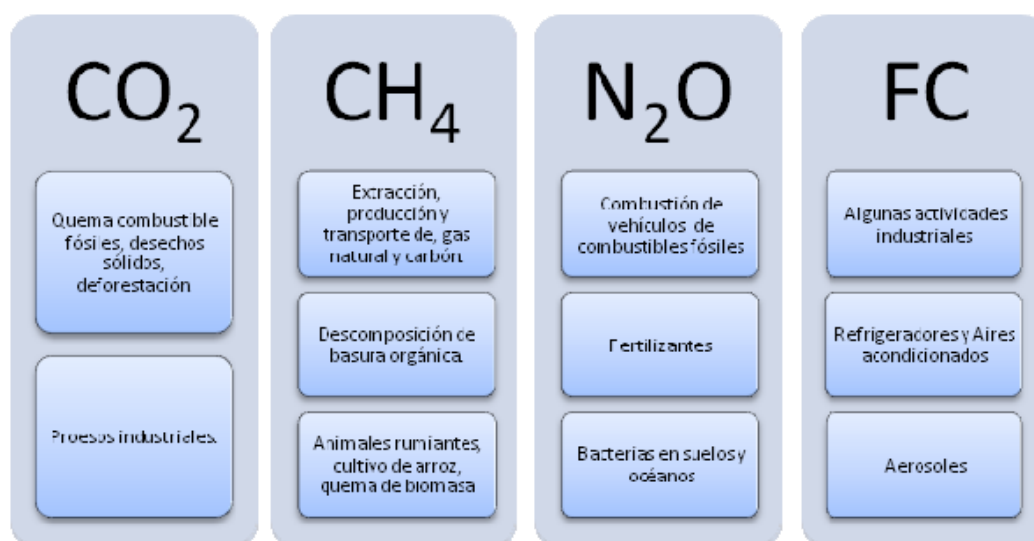 CO2
Quema combustible
fósiles, desechos
sólidos,
deforestación
Proesos industriales.
CH4
Extracción,
producción y
transporte de, gas
natural y carbón.
Descomposición de
basura orgánica.
Animales rumiantes,
cultivo de arroz,
quema de biomasa
N2O
Combustión de
vehículos de
combustibles fósiles
Fertilizantes
Bacterias en suelos y
océanos
FC
Algunas actividades
industriales
Refrigeradores y Aires
acondicionados
Aerosoles